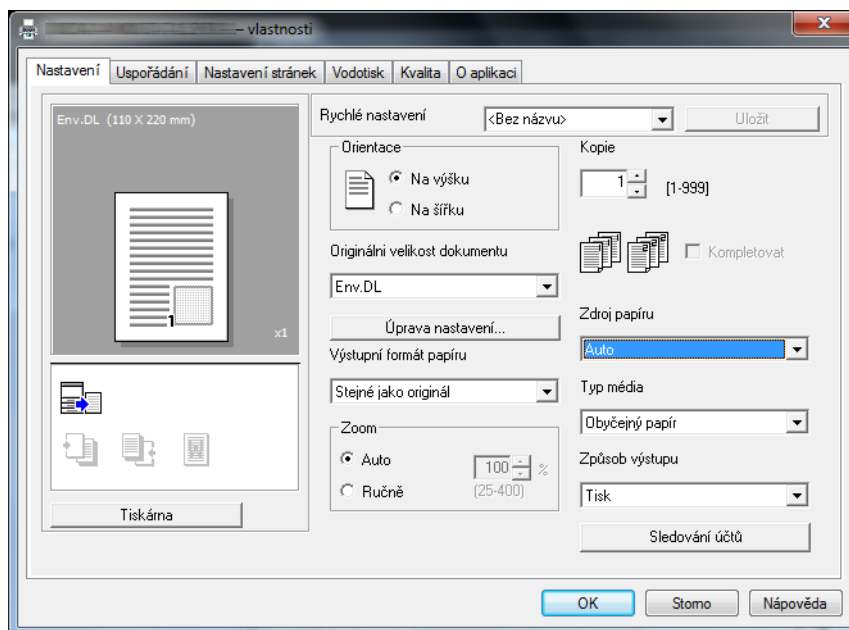 – vlastnosti
Nastavení
Uspořádání
Nastavení stránek
Vodotisk
Kvalita
O aplikaci
Env.DL (110 X 220 mm)
1
x1
Tiskárna
Rychlé nastavení
<Bez názvu>
Uložit
Orientace
Na výšku
Na šířku
Originálni velikost dokumentu
Env.DL
Úprava nastavení...
Výstupní formát papíru
Stejné jako originál
Zoom
Auto
100 %
Ručně
(25-400)
Kopie
1 [1-999]
Kompletovat
Zdroj papíru
Auto
Typ média
Obyčejný papír
Způsob výstupu
Tisk
Sledování účtů
OK
Storno
Nápověda